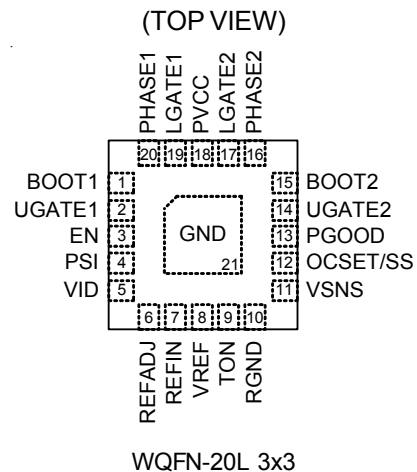 (TOP VIEW)
PHASE1
LGATE1
PVCC
LGATE2
PHASE2
20 19 18 17 16
BOOT1 1
UGATE1 2
EN 3
PSI 4
VID 5
GND
21
15 BOOT2
14 UGATE2
13 PGOOD
12 OCSET/SS
11 VSNS
6 7 8 9 10
REFADJ
REFIN
VREF
TON
RGND
WQFN-20L 3x3